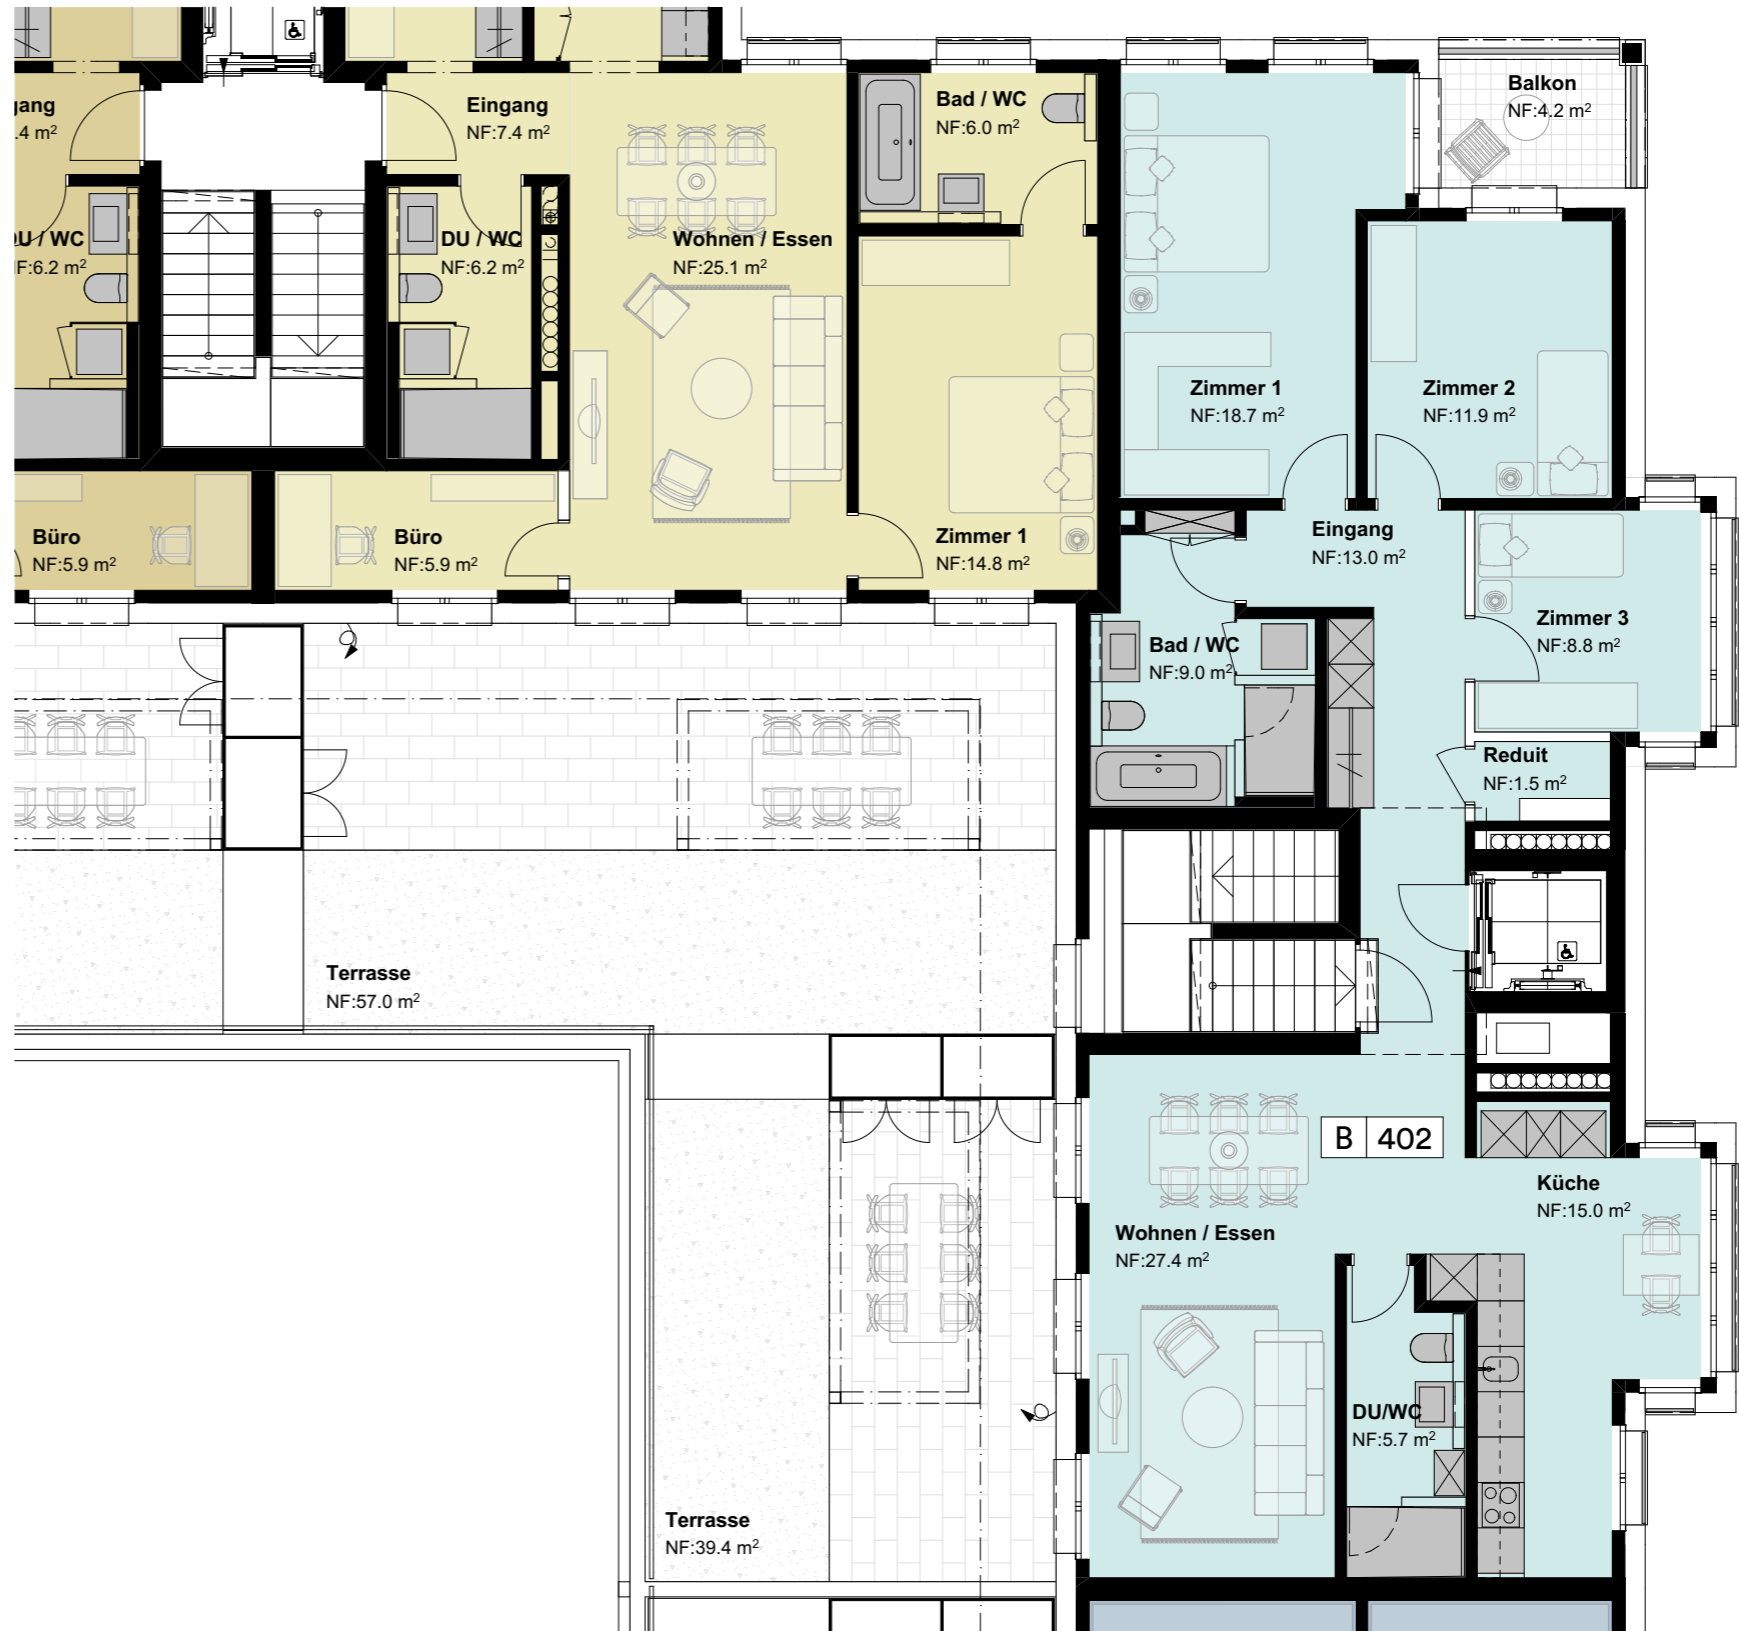 Balkon
NF:4.2 m²
gang
.4 m²
Eingang
NF:7.4 m²
Bad / WC
NF:6.0 m²
DU / WC
NF:6.2 m²
DU / WC
NF:6.2 m²
Wohnen / Essen
NF:25.1 m²
Zimmer 1
NF:18.7 m²
Zimmer 2
NF:11.9 m²
Büro
NF:5.9 m²
Büro
NF:5.9 m²
Zimmer 1
NF:14.8 m²
Eingang
NF:13.0 m²
Zimmer 3
NF:8.8 m²
Bad / WC
NF:9.0 m²
Reduit
NF:1.5 m²
Terrasse
NF:57.0 m²
B 402
Küche
NF:15.0 m²
Wohnen / Essen
NF:27.4 m²
DU/WC
NF:5.7 m²
Terrasse
NF:39.4 m²